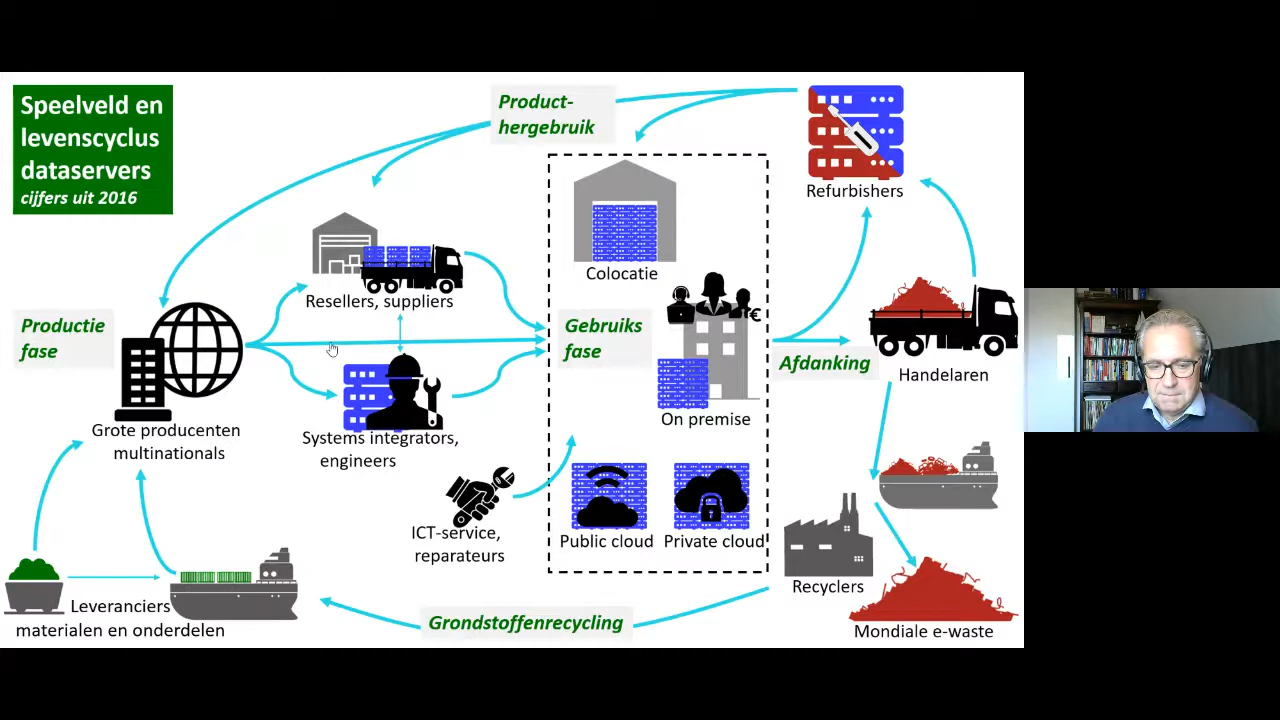 Speelveld en
levenscyclus
dataservers
cijfers uit 2016
Product-
hergebruik
Refurbishers
Colocatie
Resellers, suppliers
Productie
fase
Gebruiks
fase
€
Afdanking
Handelaren
On premise
Grote producenten
multinationals
Systems integrators,
engineers
ICT-service,
reparateurs
Public cloud
Private cloud
Recyclers
Leveranciers
materialen en onderdelen
Grondstoffenrecycling
Mondiale e-waste